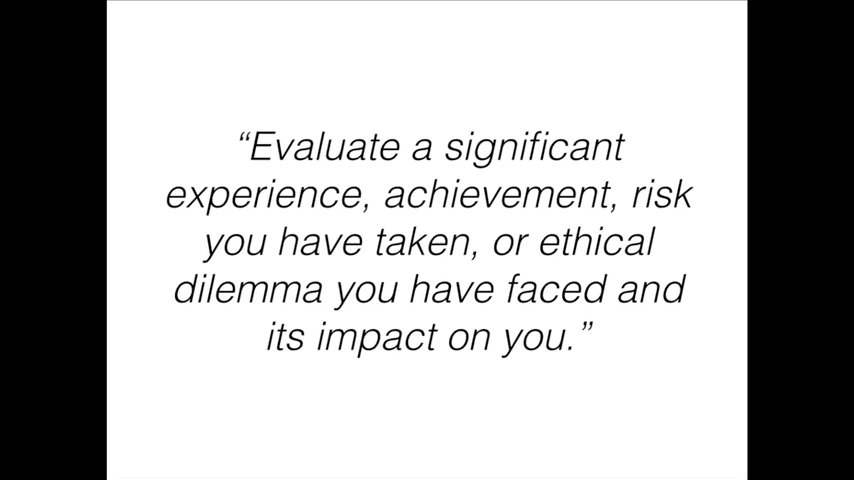 “Evaluate a significant
experience, achievement, risk
you have taken, or ethical
dilemma you have faced and
its impact on you.”